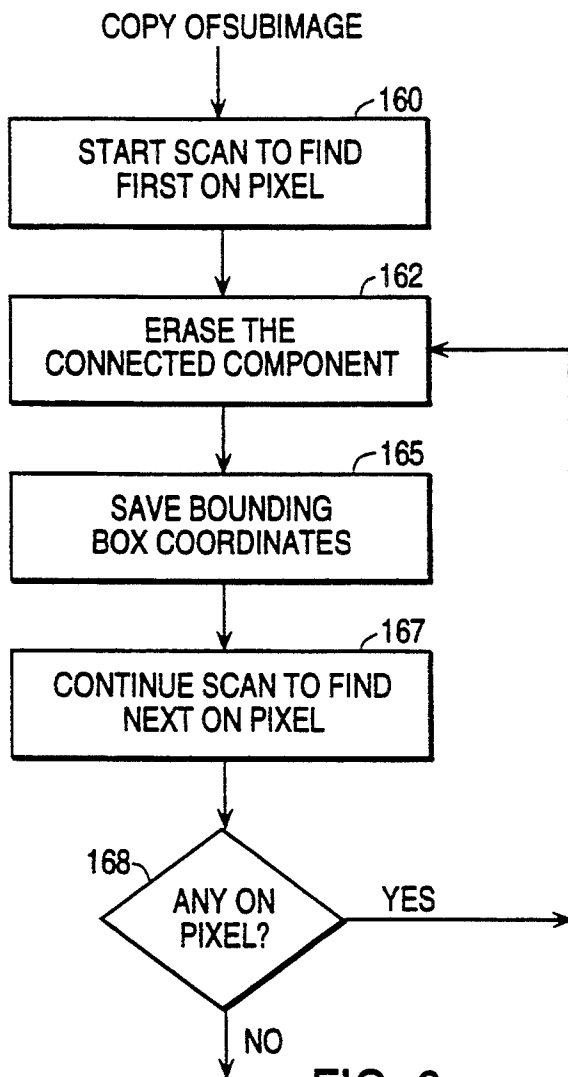 COPY OFSUBIMAGE
160
START SCAN TO FIND
FIRST ON PIXEL
162
ERASE THE
CONNECTED COMPONENT
165
SAVE BOUNDING
BOX COORDINATES
167
CONTINUE SCAN TO FIND
NEXT ON PIXEL
168
ANY ON
PIXEL?
YES
NO